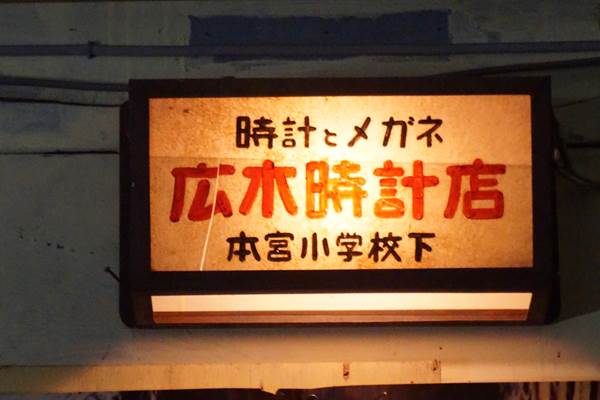 時計とメガネ
広木時計店
本宮小学校下